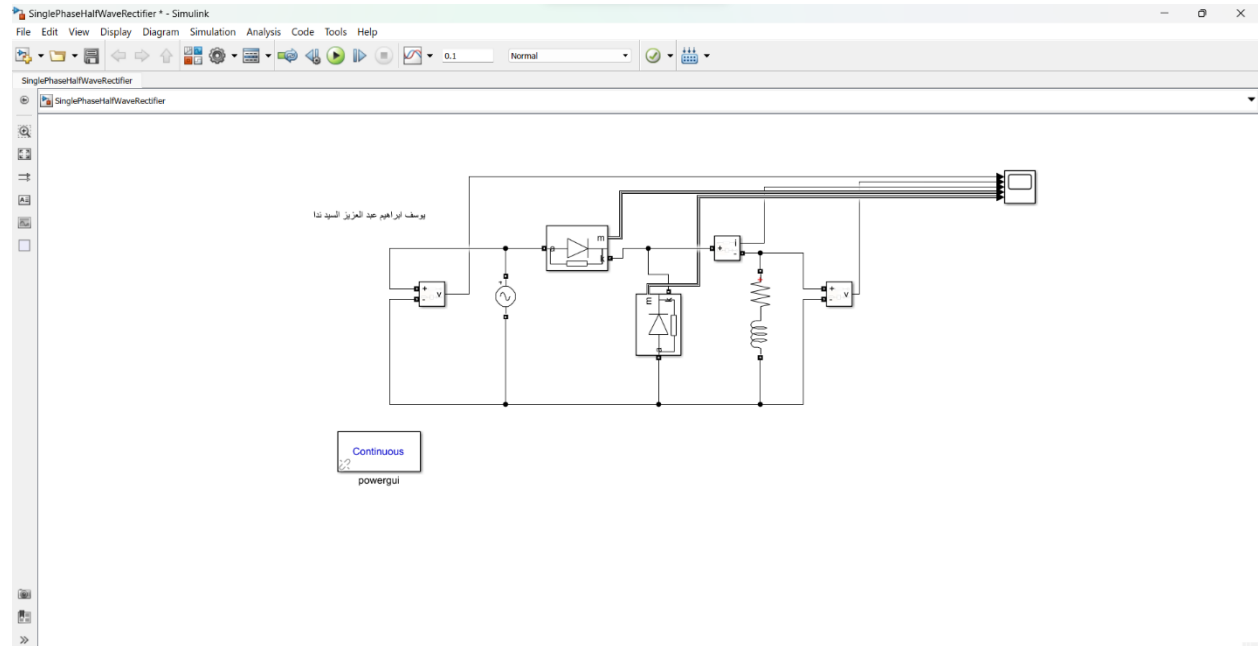 SinglePhaseHalfWaveRectifier * - Simulink
File Edit View Display Diagram Simulation Analysis Code Tools Help
0.1 Normal
SinglePhaseHalfWaveRectifier
SinglePhaseHalfWaveRectifier
يوسف ابراهيم عبد العزيز السيد ندا
m
a
k
+ i
-
+ v
-
m
k
a
+ v
-
Continuous
powergui